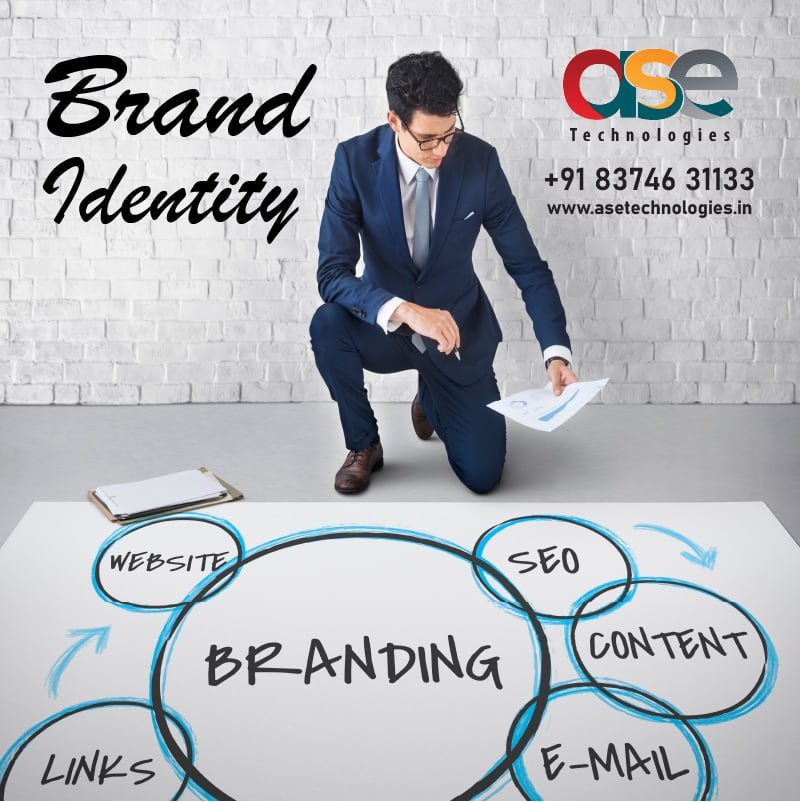 Brand
Identity
ase
Technologies
+91 83746 31133
www.asetechnologies.in
WEBSITE
SEO
BRANDING
CONTENT
LINKS
E-MAIL